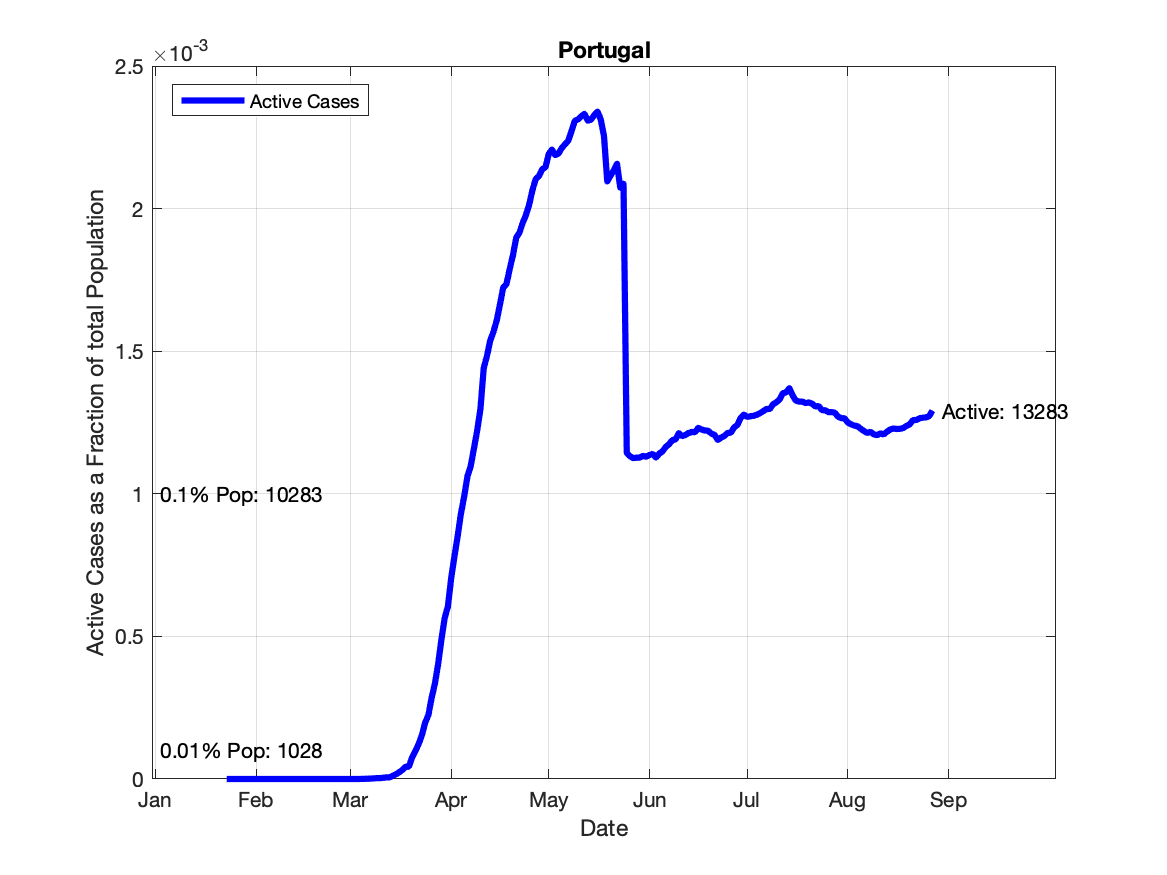 Portugal
×10-3
Active Cases
2.5
2
1.5
1
0.5
0
Active Cases as a Fraction of total Population
0.1% Pop: 10283
0.01% Pop: 1028
Active: 13283
Jan Feb Mar Apr May Jun Jul Aug Sep
Date